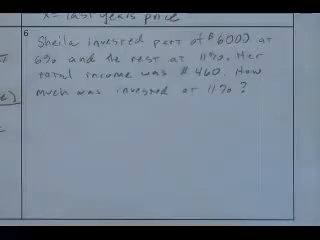 x = last years price
6
Sheila invested part of $6000 at
6% and the rest at 11%. Her
total income was $460. How
much was invested at 11%?